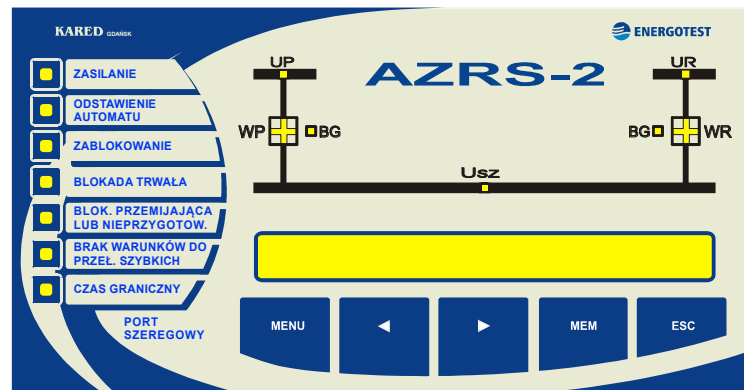 KARED GDAŃSK
ENERGOTEST
AZRS-2
UP
UR
WP
BG
BG
WR
Usz
ZASILANIE
ODSTAWIENIE
AUTOMATU
ZABLOKOWANIE
BLOKADA TRWAŁA
BLOK. PRZEMIJAJĄCA
LUB NIEPRZYGOTOW.
BRAK WARUNKÓW DO
PRZEŁ. SZYBKICH
CZAS GRANICZNY
PORT
SZEREGOWY
MENU
MEM
ESC